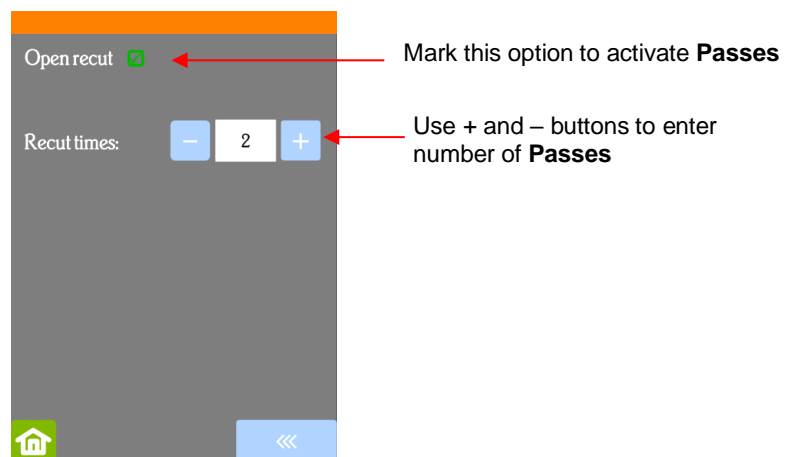 Open recut
Mark this option to activate Passes
Recut times:
− 2 +
Use + and – buttons to enter
number of Passes